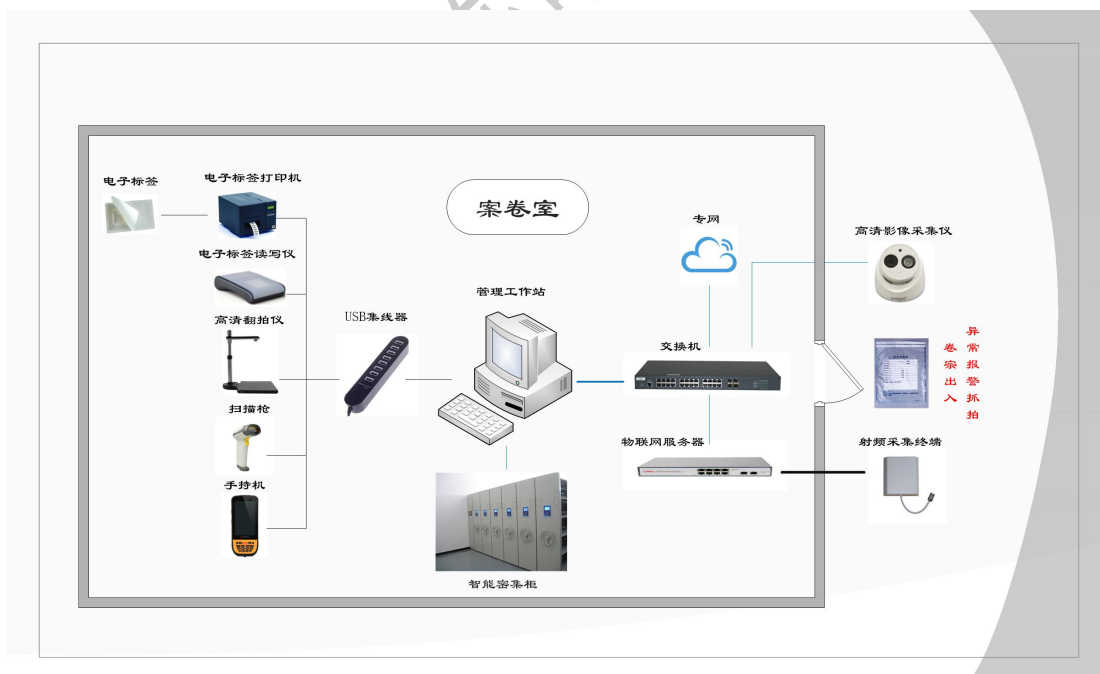 案卷室
电子标签
电子标签打印机
电子标签读写仪
高清翻拍仪
扫描枪
手持机
USB集线器
管理工作站
智能密集柜
专网
交换机
物联网服务器
高清影像采集仪
卷宗出入
异常报警抓拍
射频采集终端